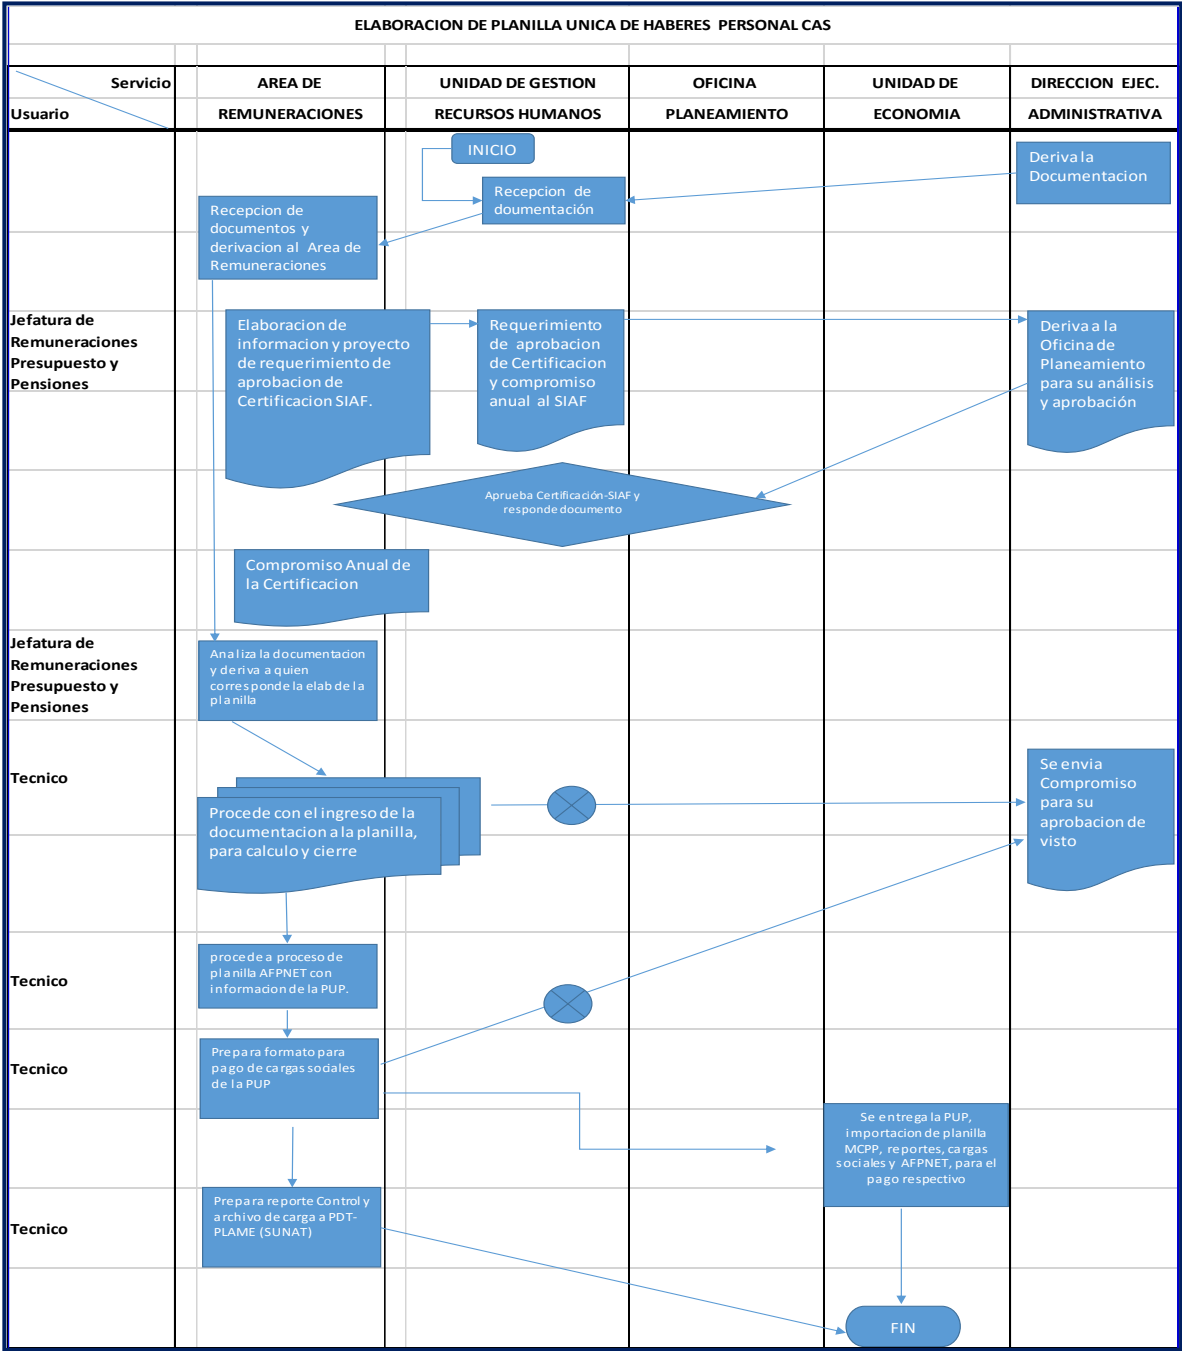 ELABORACION DE PLANILLA UNICA DE HABERES PERSONAL CAS
Servicio
Usuario
AREA DE
REMUNERACIONES
UNIDAD DE GESTION
RECURSOS HUMANOS
OFICINA
PLANEAMIENTO
UNIDAD DE
ECONOMIA
DIRECCION EJEC.
ADMINISTRATIVA
INICIO
Deriva la
Documentacion
Recepcion de
doumentación
Recepcion de
documentos y
derivacion al Area de
Remuneraciones
Jefatura de
Remuneraciones
Presupuesto y
Pensiones
Elaboracion de
informacion y proyecto
de requerimiento de
aprobacion de
Certificacion SIAF.
Requerimiento
de aprobacion
de Certificacion
y compromiso
anual al SIAF
Deriva a la
Oficina de
Planeamiento
para su análisis
y aprobación
Aprueba Certificación-SIAF y
responde documento
Compromiso Anual de
la Certificacion
Jefatura de
Remuneraciones
Presupuesto y
Pensiones
Analiza la documentacion
y deriva a quien
corresponde la elab de la
planilla
Tecnico
Procede con el ingreso de la
documentacion a la planilla,
para calculo y cierre
Se envia
Compromiso
para su
aprobacion de
visto
Tecnico
procede a proceso de
planilla AFPNET con
informacion de la PUP.
Tecnico
Prepara formato para
pago de cargas sociales
de la PUP
Se entrega la PUP,
importacion de planilla
MCPP, reportes, cargas
sociales y AFPNET, para el
pago respectivo
Tecnico
Prepara reporte Control y
archivo de carga a PDT-
PLAME (SUNAT)
FIN